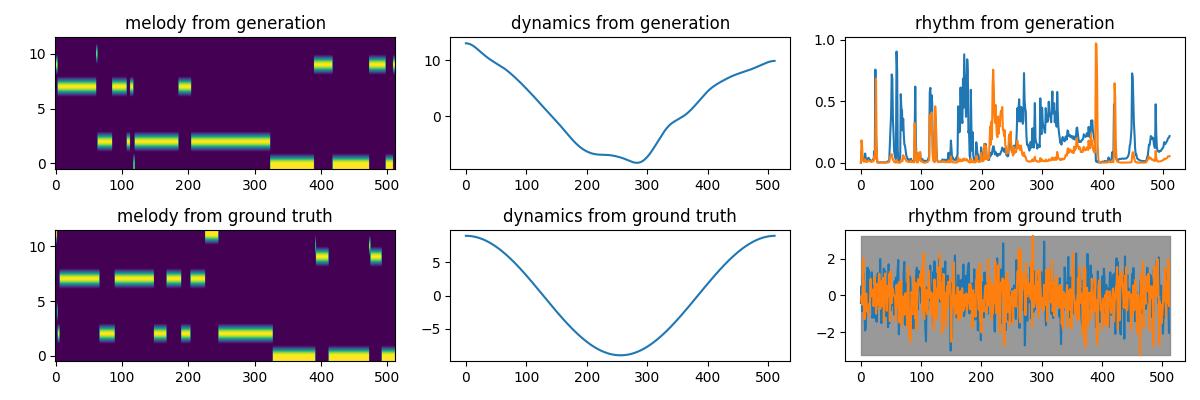 melody from generation
10
5
0
0 100 200 300 400 500
dynamics from generation
10
0
0 100 200 300 400 500
rhythm from generation
1.0
0.5
0.0
0 100 200 300 400 500
melody from ground truth
10
5
0
0 100 200 300 400 500
dynamics from ground truth
5
0
−5
0 100 200 300 400 500
rhythm from ground truth
2
0
−2
0 100 200 300 400 500